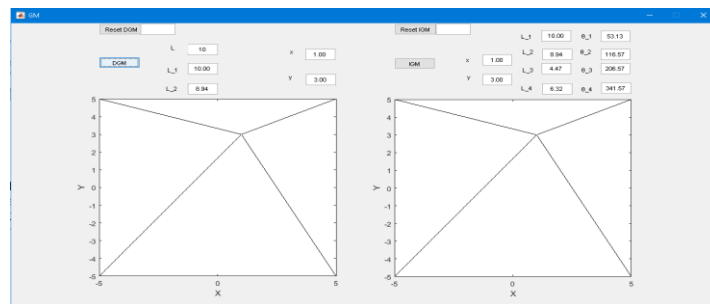 GM
Reset DGM
L 10
DGM
L_1 10.00
L_2 8.94
x 1.00
Y 3.00
5
4
3
2
1
0
-1
-2
-3
-4
-5
Y
-5 0 5
X
Reset IGM
IGM
x 1.00
Y 3.00
L_1 10.00 θ_1 53.13
L_2 8.94 θ_2 116.57
L_3 4.47 θ_3 206.57
L_4 6.32 θ_4 341.57
5
4
3
2
1
0
-1
-2
-3
-4
-5
Y
-5 0 5
X